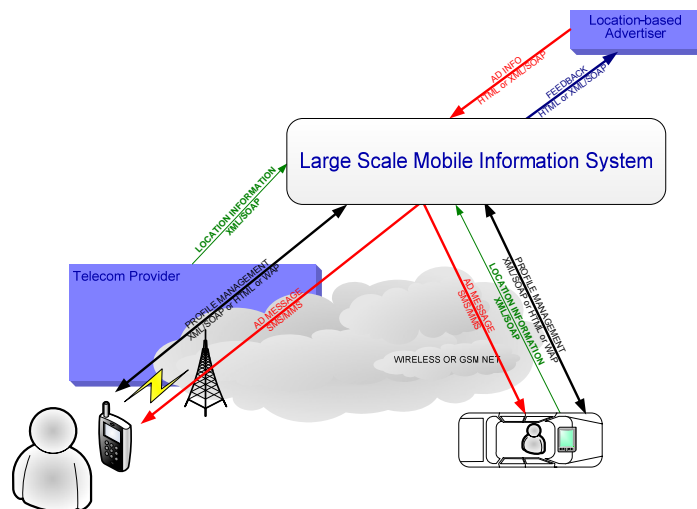 Location-based
Advertiser
AD INFO
HTML or XML/SOAP
FEEDBACK
HTML or XML/SOAP
Large Scale Mobile Information System
LOCATION INFORMATION
XML/SOAP
Telecom Provider
PROFILE MANAGEMENT
XML/SOAP or HTML or WAP
AD MESSAGE
SMS/MMS
AD MESSAGE
SMS/MMS
LOCATION INFORMATION
XML/SOAP
PROFILE MANAGEMENT
XML/SOAP or HTML or WAP
WIRELESS OR GSM NET